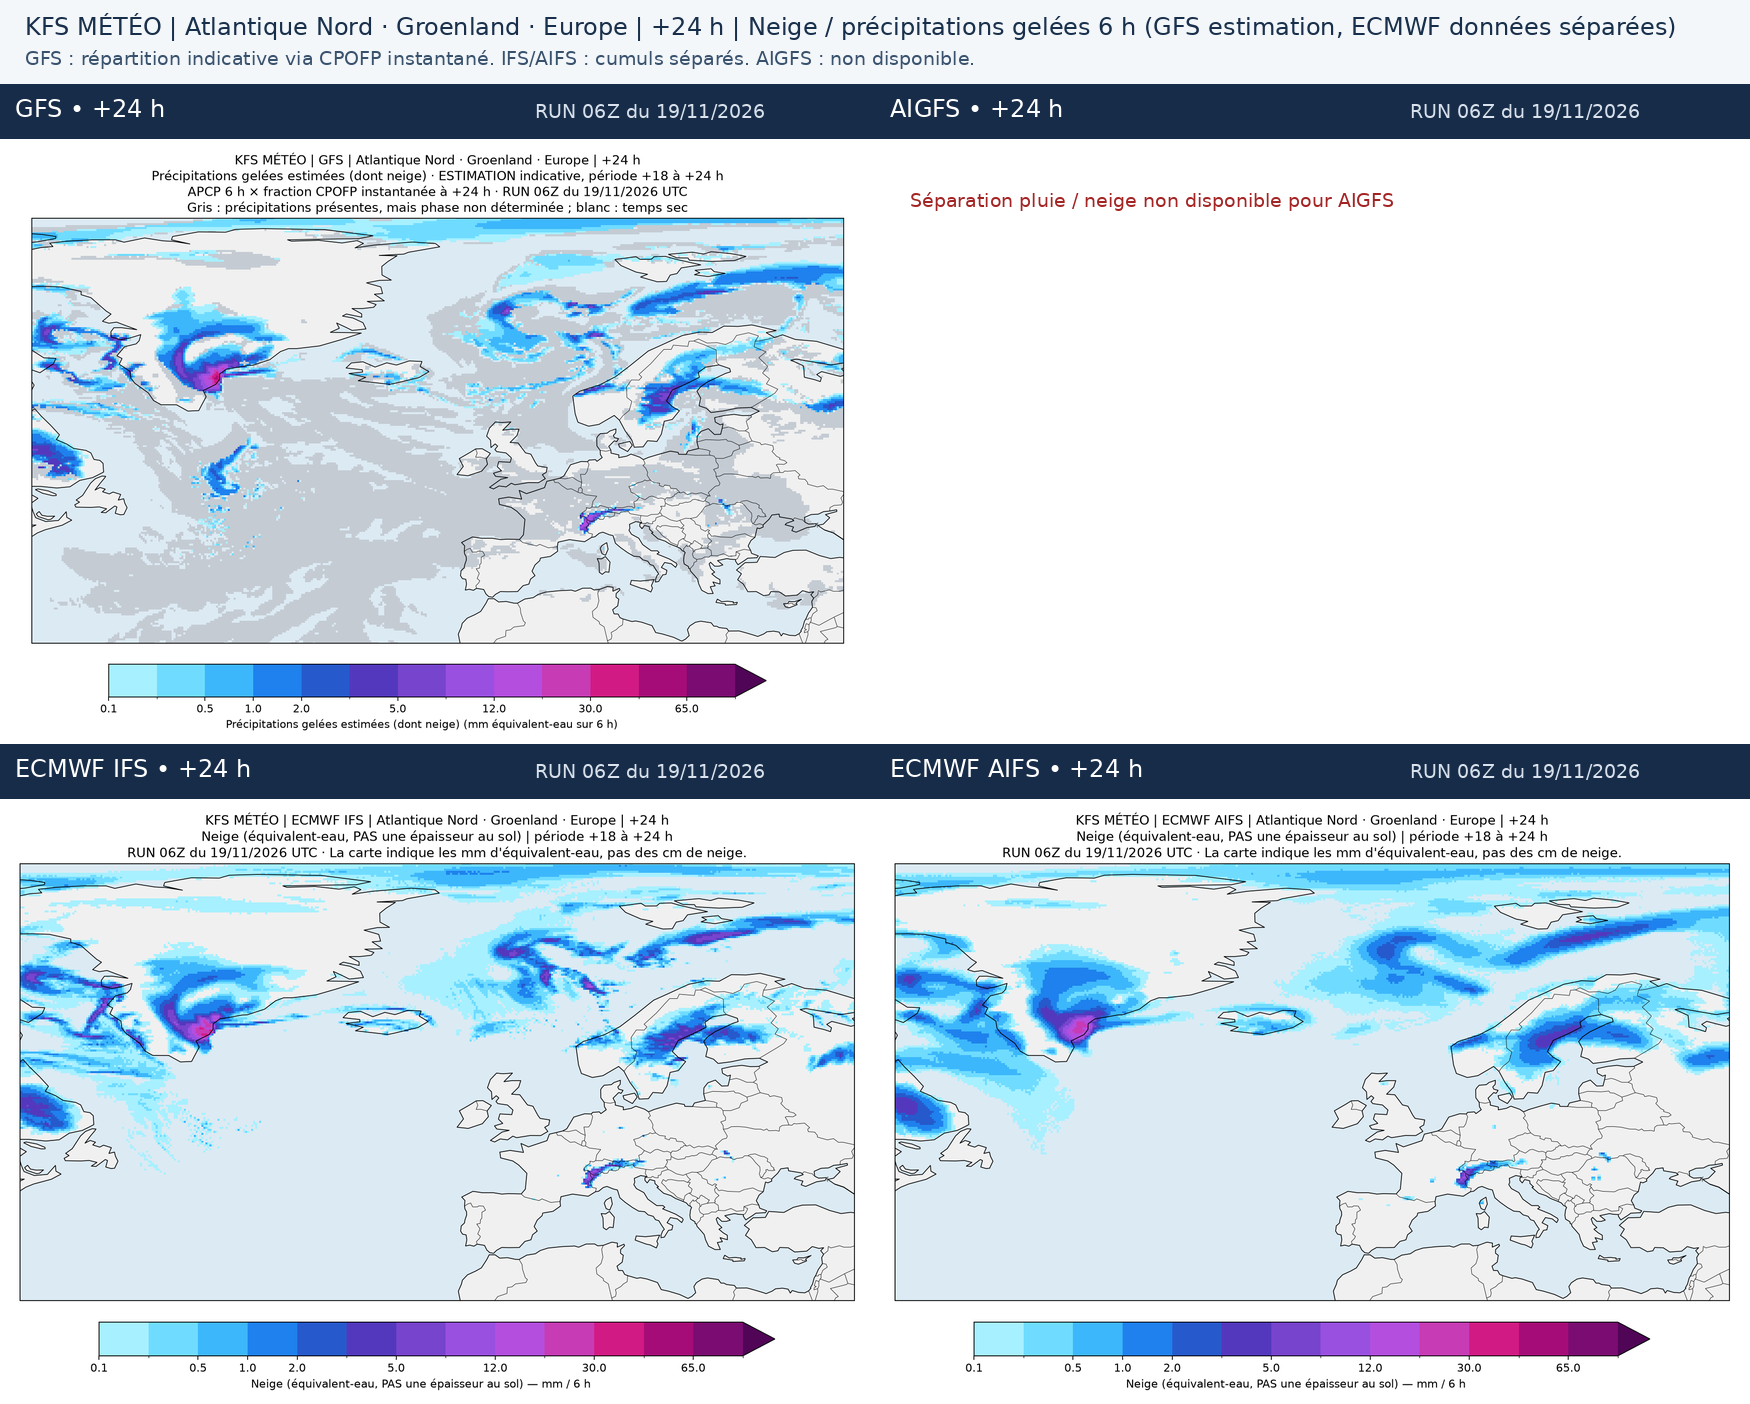 KFS MÉTÉO | Atlantique Nord · Groenland · Europe | +24 h | Neige / précipitations gelées 6 h (GFS estimation, ECMWF données séparées)
GFS : répartition indicative via CPOFP instantané. IFS/AIFS : cumuls séparés. AIGFS : non disponible.
GFS • +24 h
RUN 06Z du 19/11/2026
AIGFS • +24 h
RUN 06Z du 19/11/2026
KFS MÉTÉO | GFS | Atlantique Nord · Groenland · Europe | +24 h
Précipitations gelées estimées (dont neige) · ESTIMATION indicative, période +18 à +24 h
APCP 6 h × fraction CPOFP instantanée à +24 h · RUN 06Z du 19/11/2026 UTC
Gris : précipitations présentes, mais phase non déterminée ; blanc : temps sec
Séparation pluie / neige non disponible pour AIGFS
0.1 0.5 1.0 2.0 5.0 12.0 30.0 65.0
Précipitations gelées estimées (dont neige) (mm équivalent-eau sur 6 h)
ECMWF IFS • +24 h
RUN 06Z du 19/11/2026
ECMWF AIFS • +24 h
RUN 06Z du 19/11/2026
KFS MÉTÉO | ECMWF IFS | Atlantique Nord · Groenland · Europe | +24 h
Neige (équivalent-eau, PAS une épaisseur au sol) | période +18 à +24 h
RUN 06Z du 19/11/2026 UTC · La carte indique les mm d'équivalent-eau, pas des cm de neige.
KFS MÉTÉO | ECMWF AIFS | Atlantique Nord · Groenland · Europe | +24 h
Neige (équivalent-eau, PAS une épaisseur au sol) | période +18 à +24 h
RUN 06Z du 19/11/2026 UTC · La carte indique les mm d'équivalent-eau, pas des cm de neige.
0.1 0.5 1.0 2.0 5.0 12.0 30.0 65.0
Neige (équivalent-eau, PAS une épaisseur au sol) — mm / 6 h
0.1 0.5 1.0 2.0 5.0 12.0 30.0 65.0
Neige (équivalent-eau, PAS une épaisseur au sol) — mm / 6 h